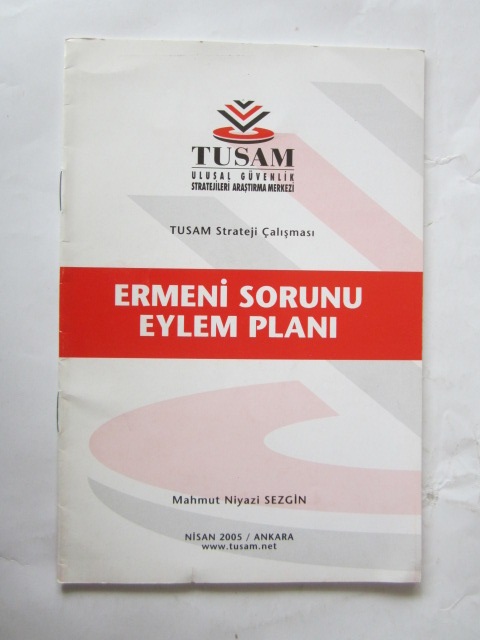 TUSAM
ULUSAL GÜVENLİK
STRATEJİLERİ ARAŞTIRMA MERKEZİ
TUSAM Strateji Çalışması
ERMENİ SORUNU
EYLEM PLANI
Mahmut Niyazi SEZGİN
NİSAN 2005 / ANKARA
www.tusam.net